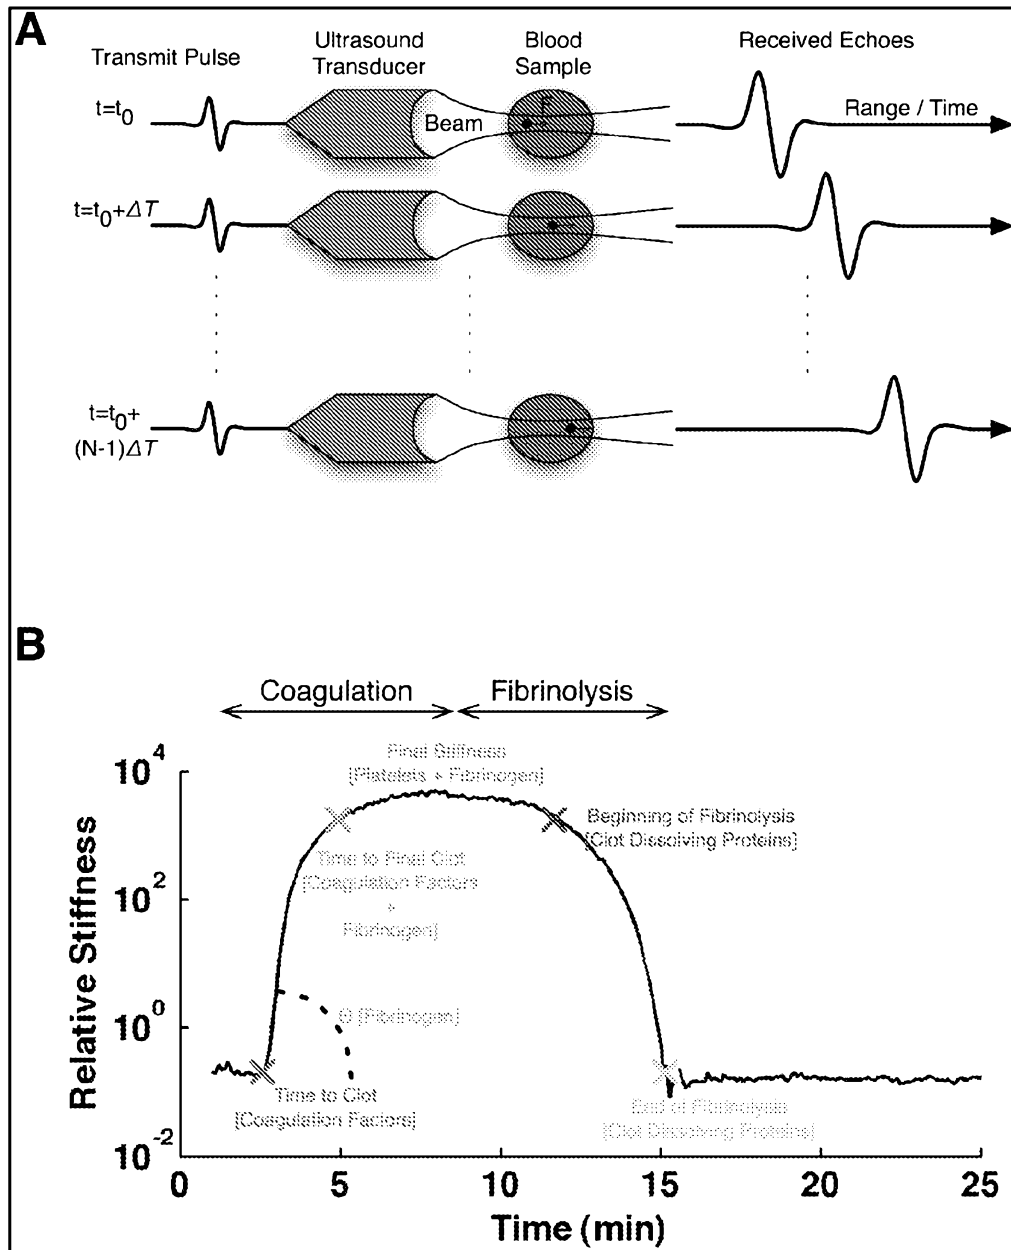 A
Transmit Pulse
Ultrasound
Transducer
Blood
Sample
Received Echoes
t=t0
Beam
F
Range / Time
t=t0+ΔT
t=t0+
(N-1)ΔT
B
Coagulation
Fibrinolysis
Final Stiffness
[Platelets + Fibrinogen]
Beginning of Fibrinolysis
[Clot Dissolving Proteins]
Time to Final Clot
[Coagulation Factors
+
Fibrinogen]
Θ [Fibrinogen]
Time to Clot
[Coagulation Factors]
End of Fibrinolysis
[Clot Dissolving Proteins]
Relative Stiffness
10^4
10^2
10^0
10^-2
0 5 10 15 20 25
Time (min)